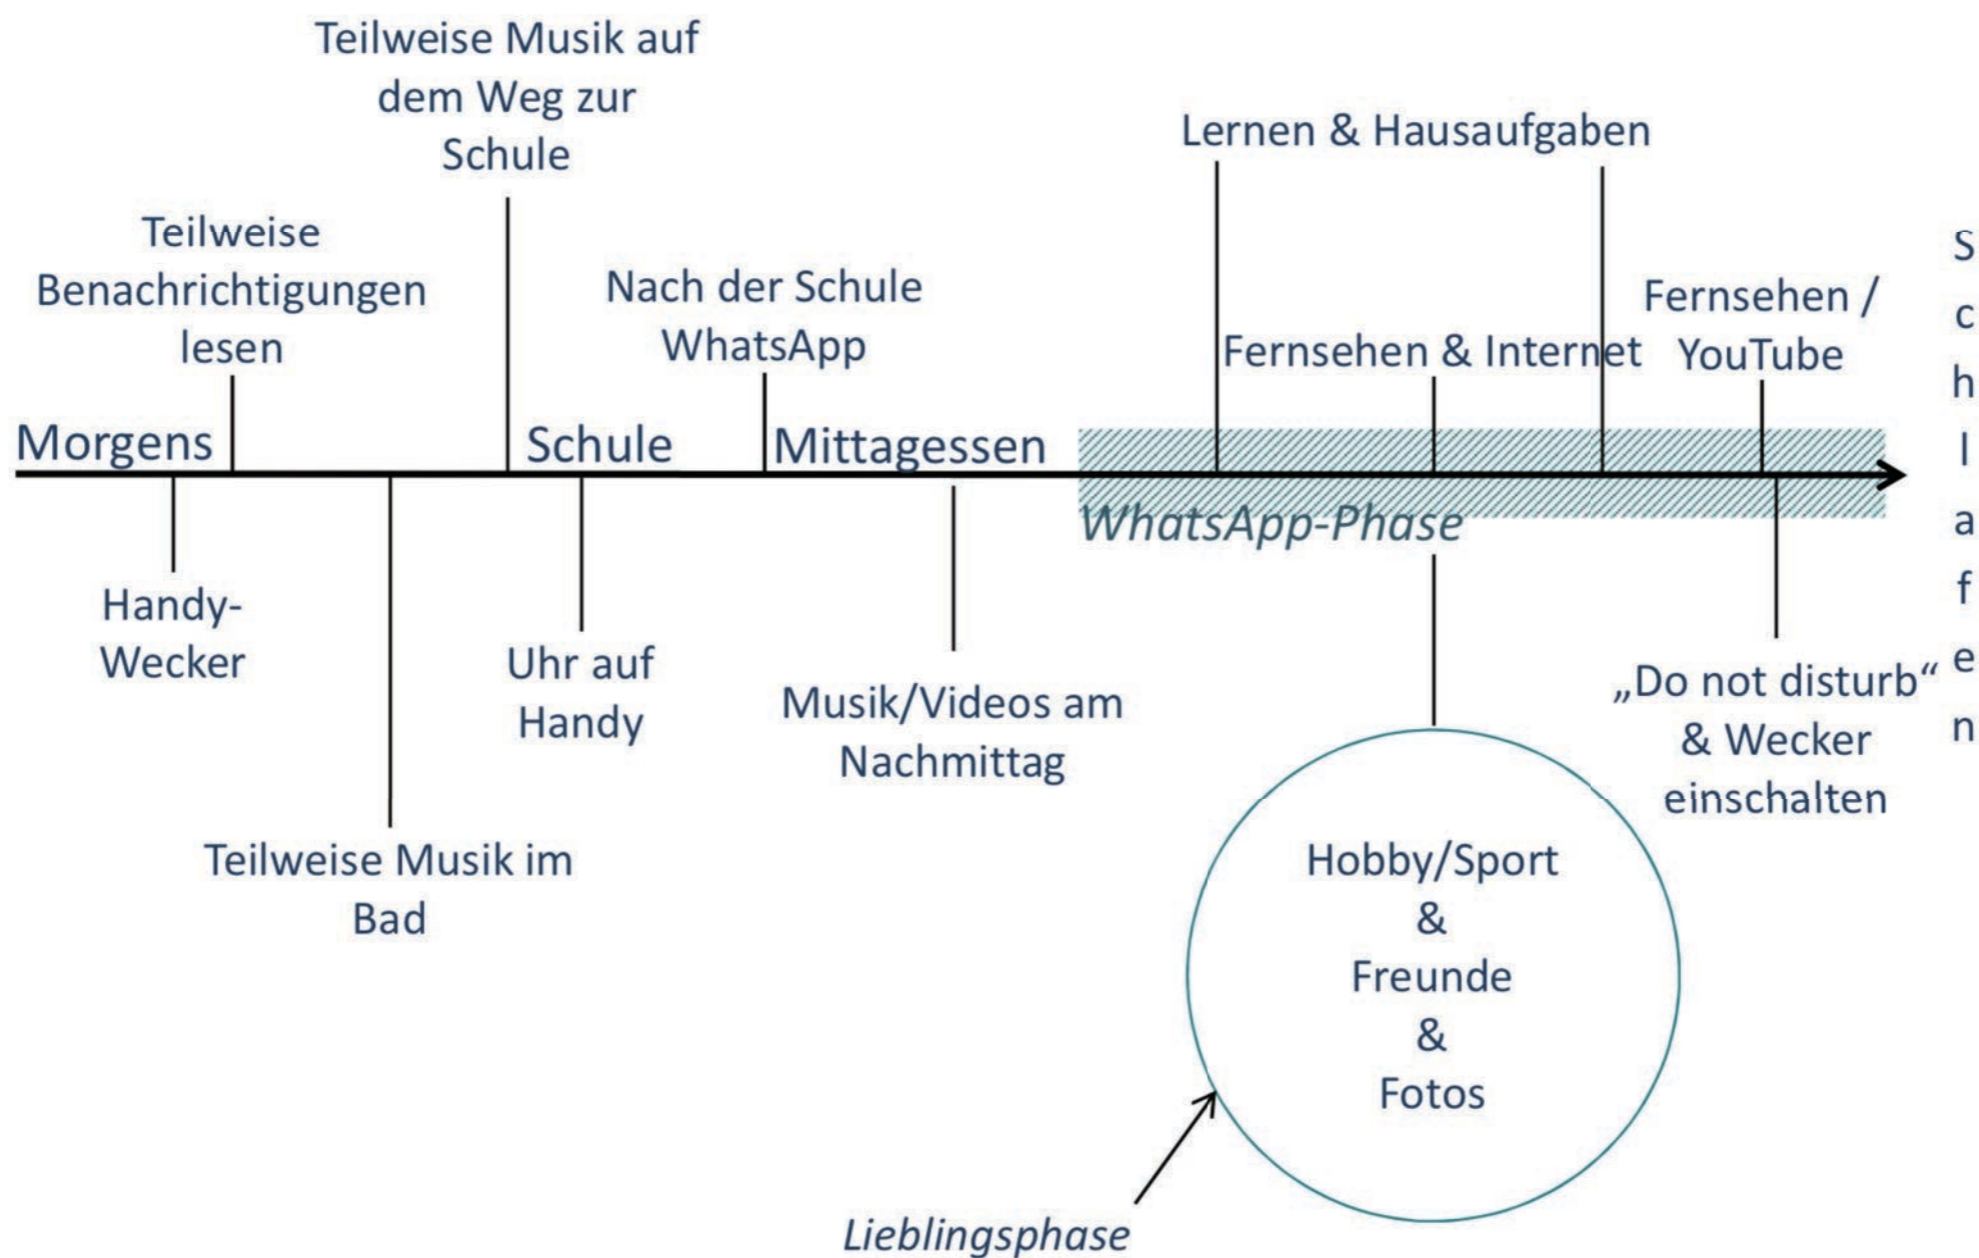 Teilweise Musik auf
dem Weg zur
Schule
Lernen & Hausaufgaben
Teilweise
Benachrichtigungen
lesen
Nach der Schule
WhatsApp
Fernsehen & Internet
Fernsehen /
YouTube
Morgens
Schule
Mittagessen
WhatsApp-Phase
Handy-
Wecker
Uhr auf
Handy
Musik/Videos am
Nachmittag
„Do not disturb“
& Wecker
einschalten
Schlafen
Teilweise Musik im
Bad
Hobby/Sport
&
Freunde
&
Fotos
Lieblingsphase